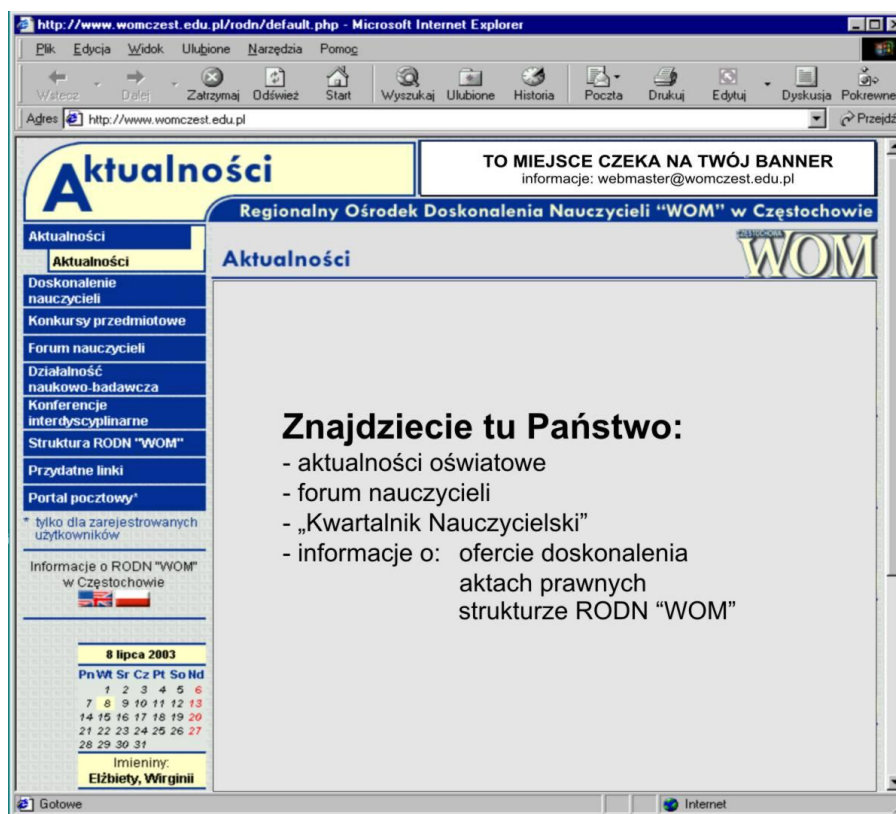 http://www.womczest.edu.pl/rodn/default.php - Microsoft Internet Explorer
Plik Edycja Widok Ulubione Narzędzia Pomoc
Wstecz Dalej Zatrzymaj Odśwież Start Wyszukaj Ulubione Historia Poczta Drukuj Edytuj Dyskusja Pokrewne
Adres http://www.womczest.edu.pl Przejdź
Aktualności
TO MIEJSCE CZEKA NA TWÓJ BANNER
informacje: webmaster@womczest.edu.pl
Regionalny Ośrodek Doskonalenia Nauczycieli “WOM” w Częstochowie
Aktualności
Aktualności
Doskonalenie
nauczycieli
Konkursy przedmiotowe
Forum nauczycieli
Działalność
naukowo-badawcza
Konferencje
interdyscyplinarne
Struktura RODN "WOM"
Przydatne linki
Portal pocztowy*
* tylko dla zarejestrowanych
użytkowników
Informacje o RODN "WOM"
w Częstochowie
8 lipca 2003
Pn Wt Sr Cz Pt So Nd
1 2 3 4 5 6
7 8 9 10 11 12 13
14 15 16 17 18 19 20
21 22 23 24 25 26 27
28 29 30 31
Imieniny:
Elżbiety, Wirginii
Aktualności
CZĘSTOCHOWA
WOM
Znajdziecie tu Państwo:
- aktualności oświatowe
- forum nauczycieli
- „Kwartalnik Nauczycielski”
- informacje o: ofercie doskonalenia
aktach prawnych
strukturze RODN “WOM”
Gotowe Internet